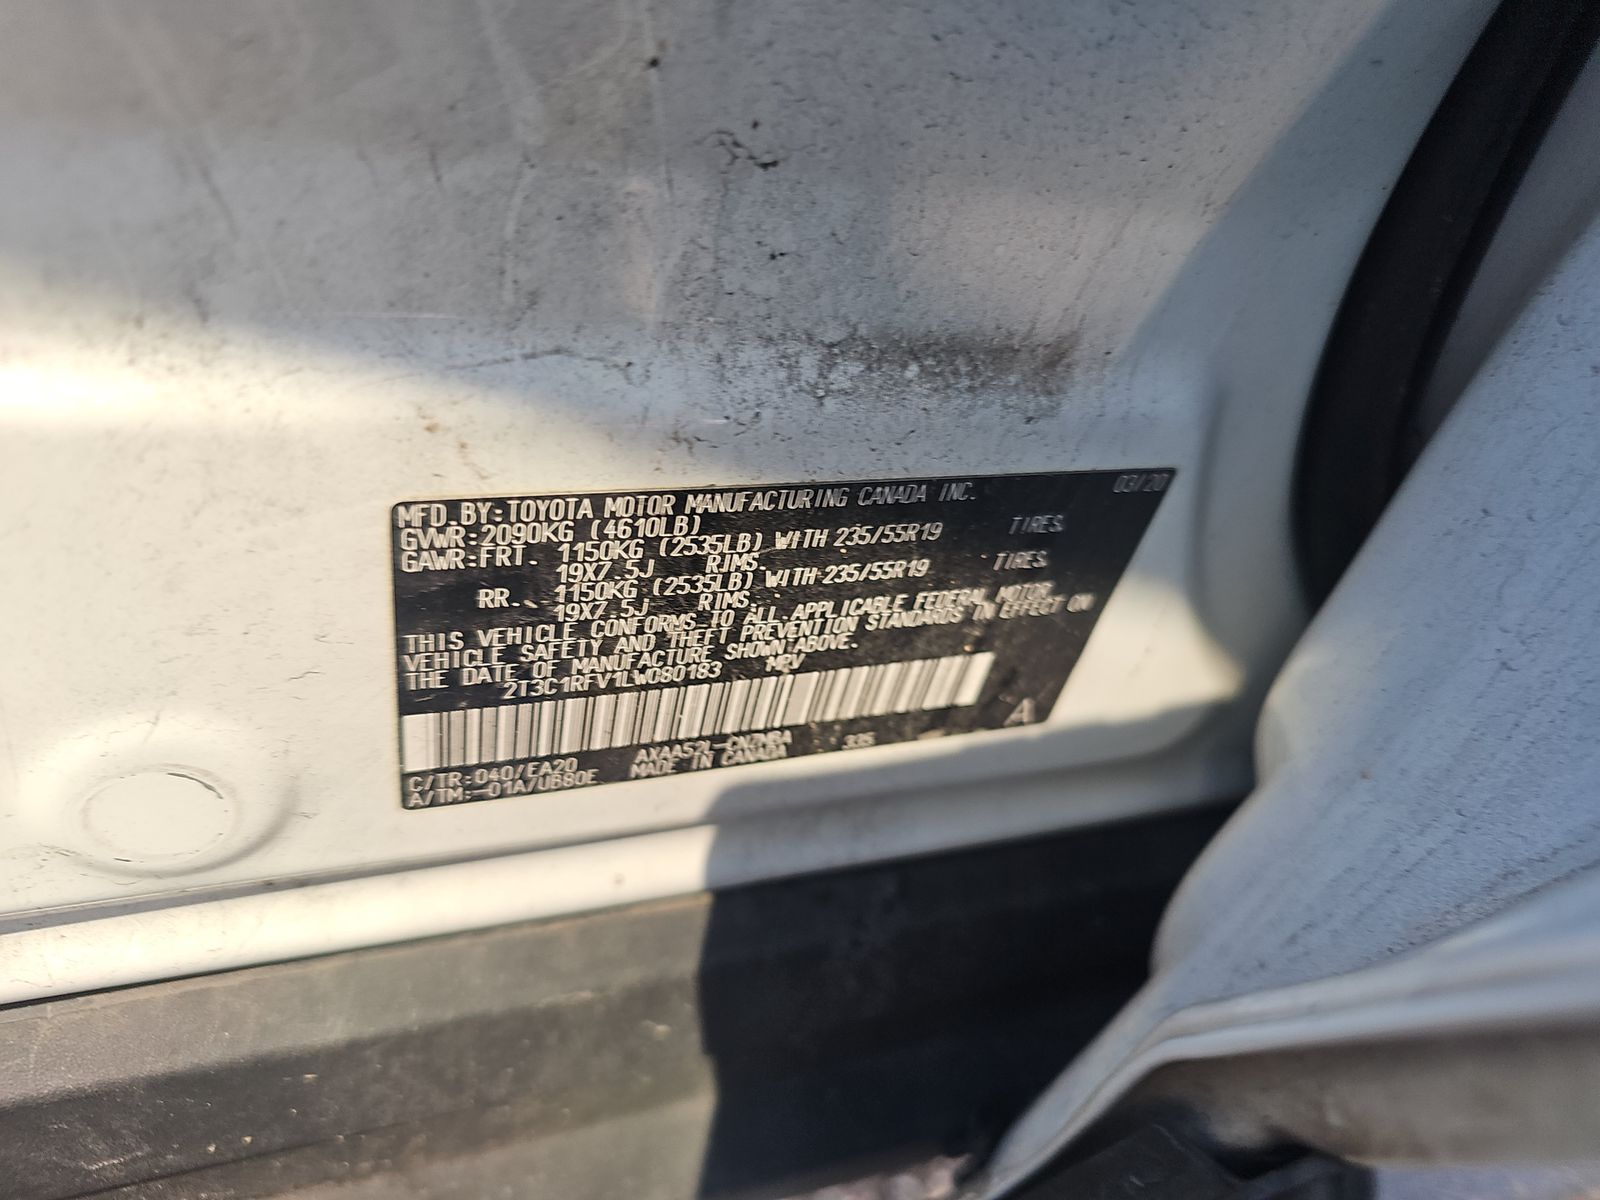 MFD.BY:TOYOTA MOTOR MANUFACTURING CANADA INC. 03/20
GVWR:2090KG (4610LB)
GAWR:FRT. 1150KG (2535LB) WITH 235/55R19 TIRES,
19X7.5J RIMS.
RR. 1150KG (2535LB) WITH 235/55R19 TIRES,
19X7.5J RIMS.
THIS VEHICLE CONFORMS TO ALL APPLICABLE FEDERAL MOTOR
VEHICLE SAFETY AND THEFT PREVENTION STANDARDS IN EFFECT ON
THE DATE OF MANUFACTURE SHOWN ABOVE.
2T3C1RFV1LW080183 MPV
A
C/TR:040/EA20 335
A/TM:-01A/UB80E MADE IN CANADA